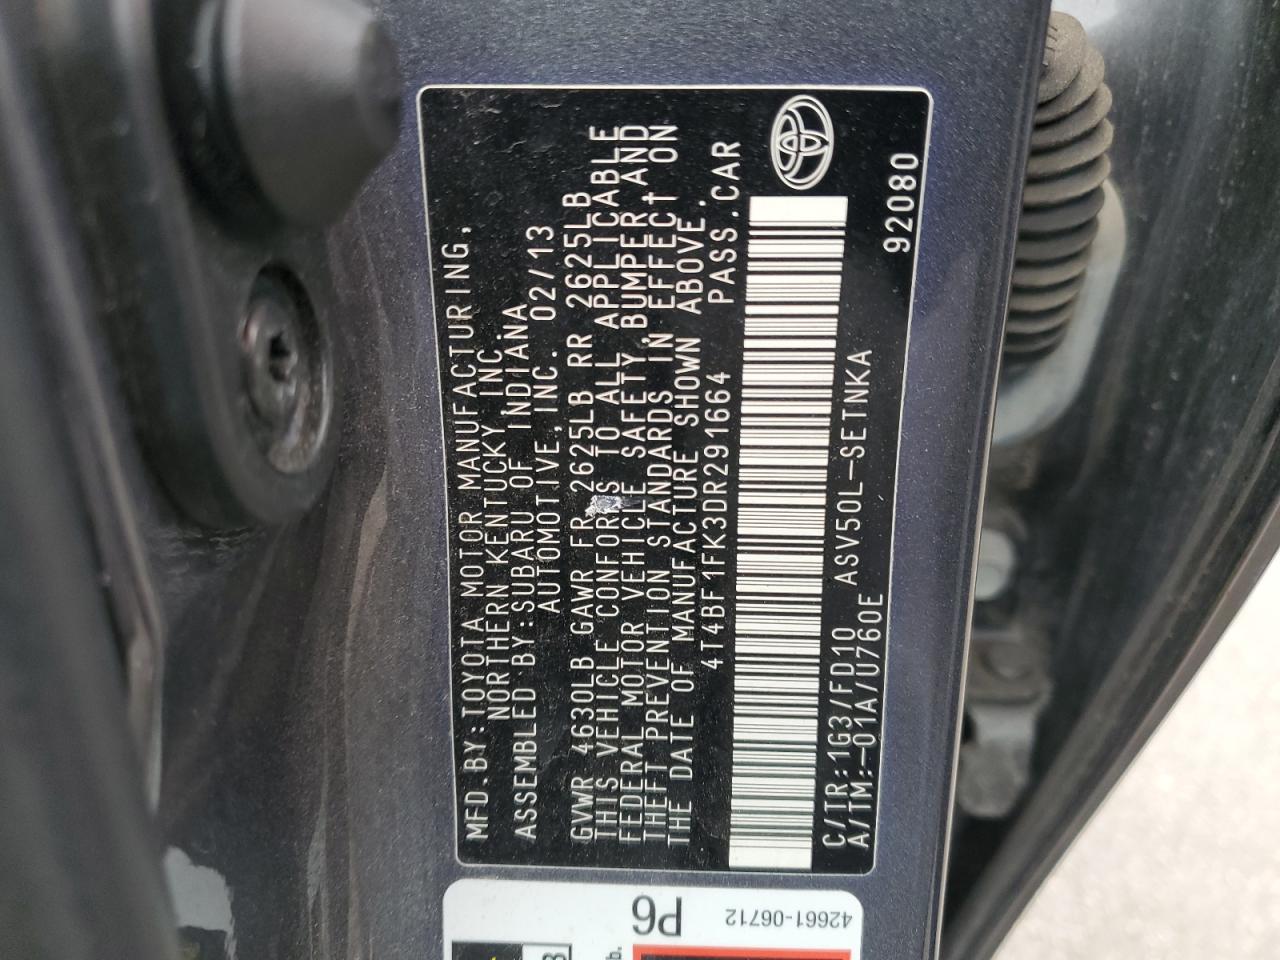 MFD.BY:TOYOTA MOTOR MANUFACTURING,
NORTHERN KENTUCKY INC.
ASSEMBLED BY:SUBARU OF INDIANA
AUTOMOTIVE,INC. 02/13
GVWR 4630LB GAWR FR 2625LB RR 2625LB
THIS VEHICLE CONFORMS TO ALL APPLICABLE
FEDERAL MOTOR VEHICLE SAFETY,BUMPER,AND
THEFT PREVENTION STANDARDS IN EFFECT ON
THE DATE OF MANUFACTURE SHOWN ABOVE.
4T4BF1FK3DR291664 PASS.CAR
C/TR:1G3/FD10 ASV50L-SETNKA
A/TM:-01A/U760E
92080
P6
42661-06712
b.